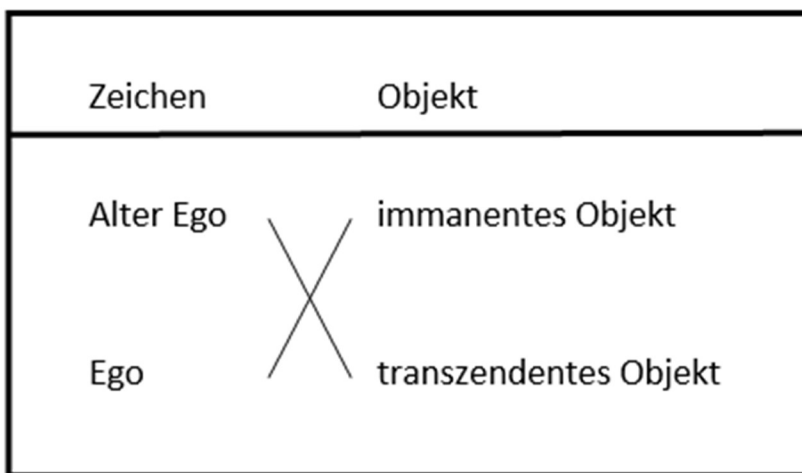 Zeichen Objekt
Alter Ego immanentes Objekt
Ego transzendentes Objekt